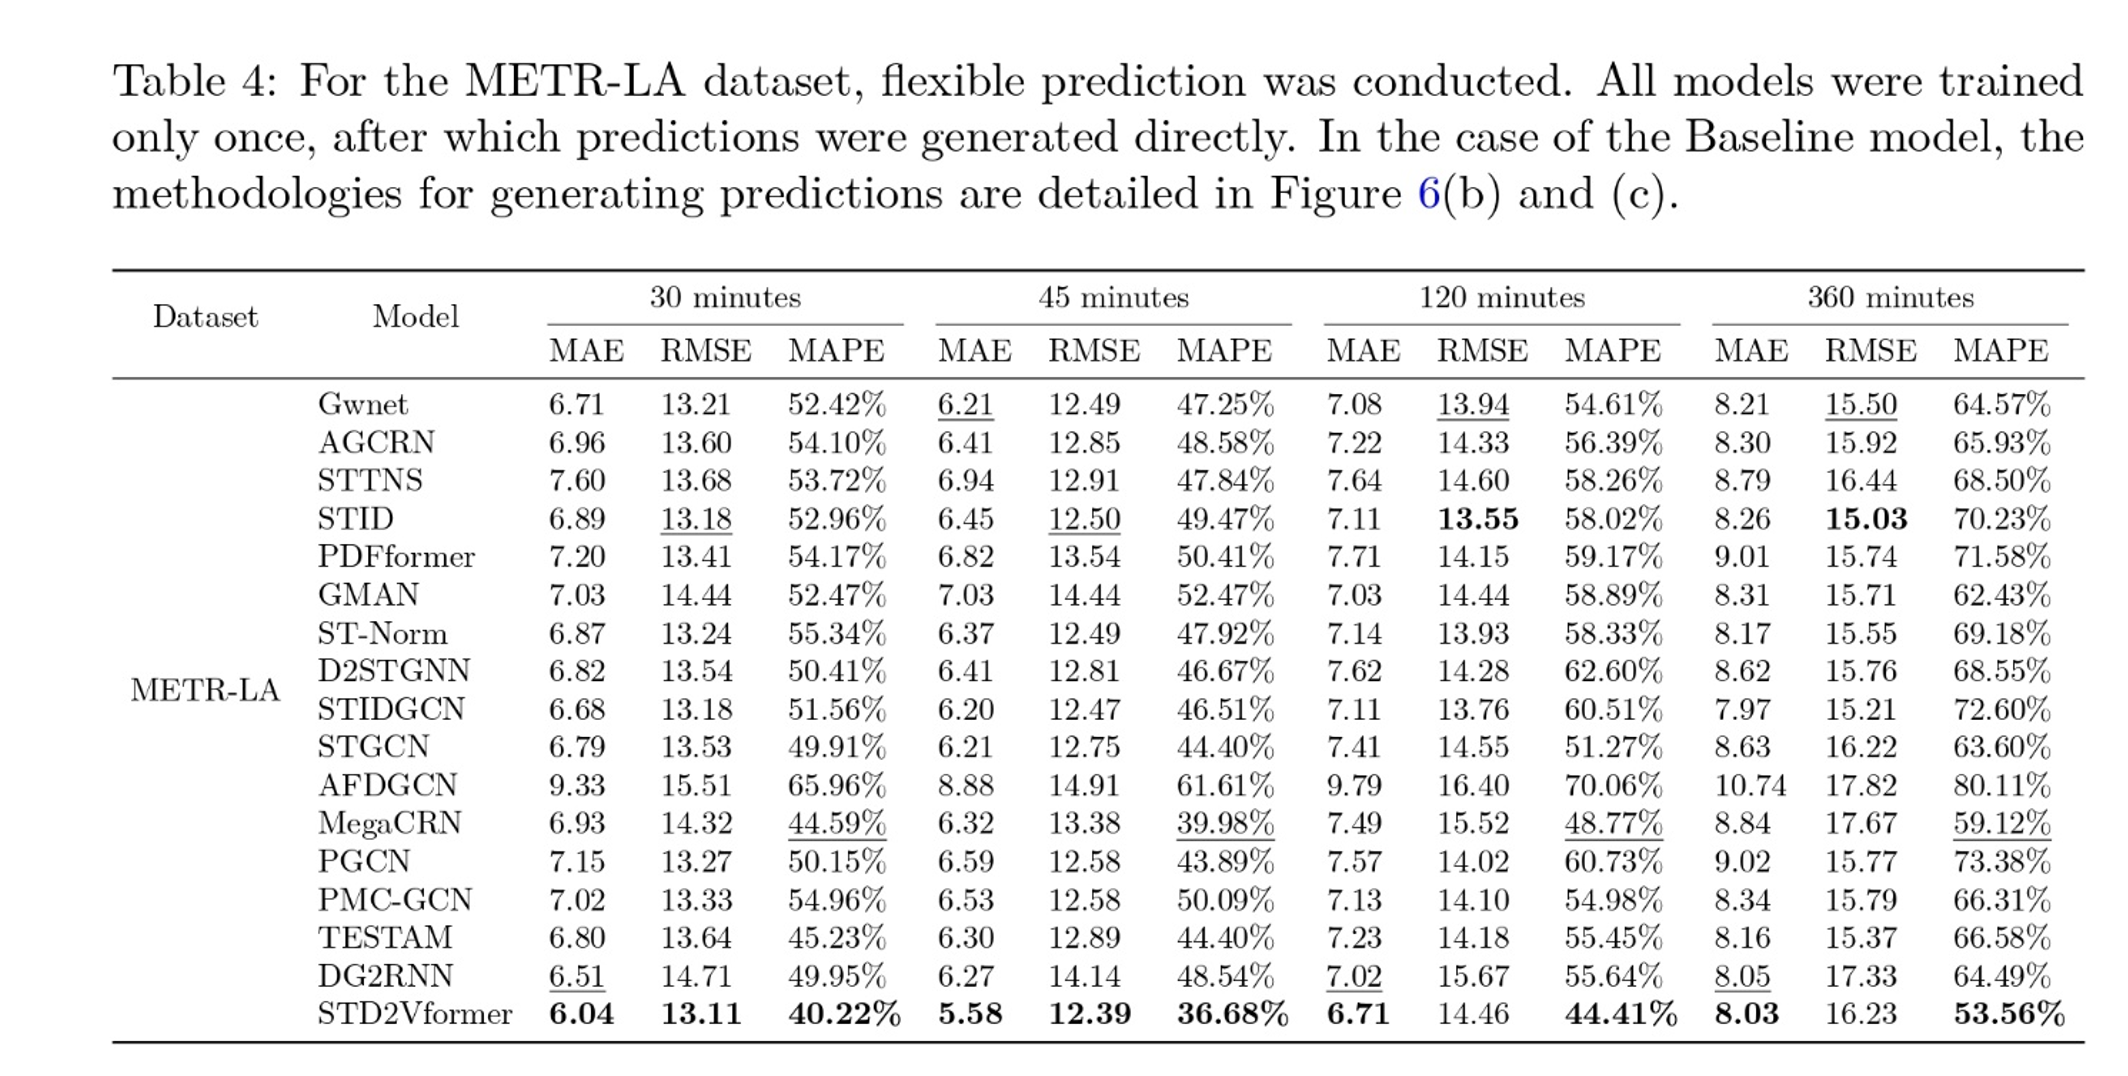 Table 4: For the METR-LA dataset, flexible prediction was conducted. All models were trained
only once, after which predictions were generated directly. In the case of the Baseline model, the
methodologies for generating predictions are detailed in Figure 6(b) and (c).
Dataset Model 30 minutes 45 minutes 120 minutes 360 minutes
MAE RMSE MAPE MAE RMSE MAPE MAE RMSE MAPE MAE RMSE MAPE
METR-LA
Gwnet 6.71 13.21 52.42% 6.21 12.49 47.25% 7.08 13.94 54.61% 8.21 15.50 64.57%
AGCRN 6.96 13.60 54.10% 6.41 12.85 48.58% 7.22 14.33 56.39% 8.30 15.92 65.93%
STTNS 7.60 13.68 53.72% 6.94 12.91 47.84% 7.64 14.60 58.26% 8.79 16.44 68.50%
STID 6.89 13.18 52.96% 6.45 12.50 49.47% 7.11 13.55 58.02% 8.26 15.03 70.23%
PDFformer 7.20 13.41 54.17% 6.82 13.54 50.41% 7.71 14.15 59.17% 9.01 15.74 71.58%
GMAN 7.03 14.44 52.47% 7.03 14.44 52.47% 7.03 14.44 58.89% 8.31 15.71 62.43%
ST-Norm 6.87 13.24 55.34% 6.37 12.49 47.92% 7.14 13.93 58.33% 8.17 15.55 69.18%
D2STGNN 6.82 13.54 50.41% 6.41 12.81 46.67% 7.62 14.28 62.60% 8.62 15.76 68.55%
STIDGCN 6.68 13.18 51.56% 6.20 12.47 46.51% 7.11 13.76 60.51% 7.97 15.21 72.60%
STGCN 6.79 13.53 49.91% 6.21 12.75 44.40% 7.41 14.55 51.27% 8.63 16.22 63.60%
AFDGCN 9.33 15.51 65.96% 8.88 14.91 61.61% 9.79 16.40 70.06% 10.74 17.82 80.11%
MegaCRN 6.93 14.32 44.59% 6.32 13.38 39.98% 7.49 15.52 48.77% 8.84 17.67 59.12%
PGCN 7.15 13.27 50.15% 6.59 12.58 43.89% 7.57 14.02 60.73% 9.02 15.77 73.38%
PMC-GCN 7.02 13.33 54.96% 6.53 12.58 50.09% 7.13 14.10 54.98% 8.34 15.79 66.31%
TESTAM 6.80 13.64 45.23% 6.30 12.89 44.40% 7.23 14.18 55.45% 8.16 15.37 66.58%
DG2RNN 6.51 14.71 49.95% 6.27 14.14 48.54% 7.02 15.67 55.64% 8.05 17.33 64.49%
STD2Vformer 6.04 13.11 40.22% 5.58 12.39 36.68% 6.71 14.46 44.41% 8.03 16.23 53.56%